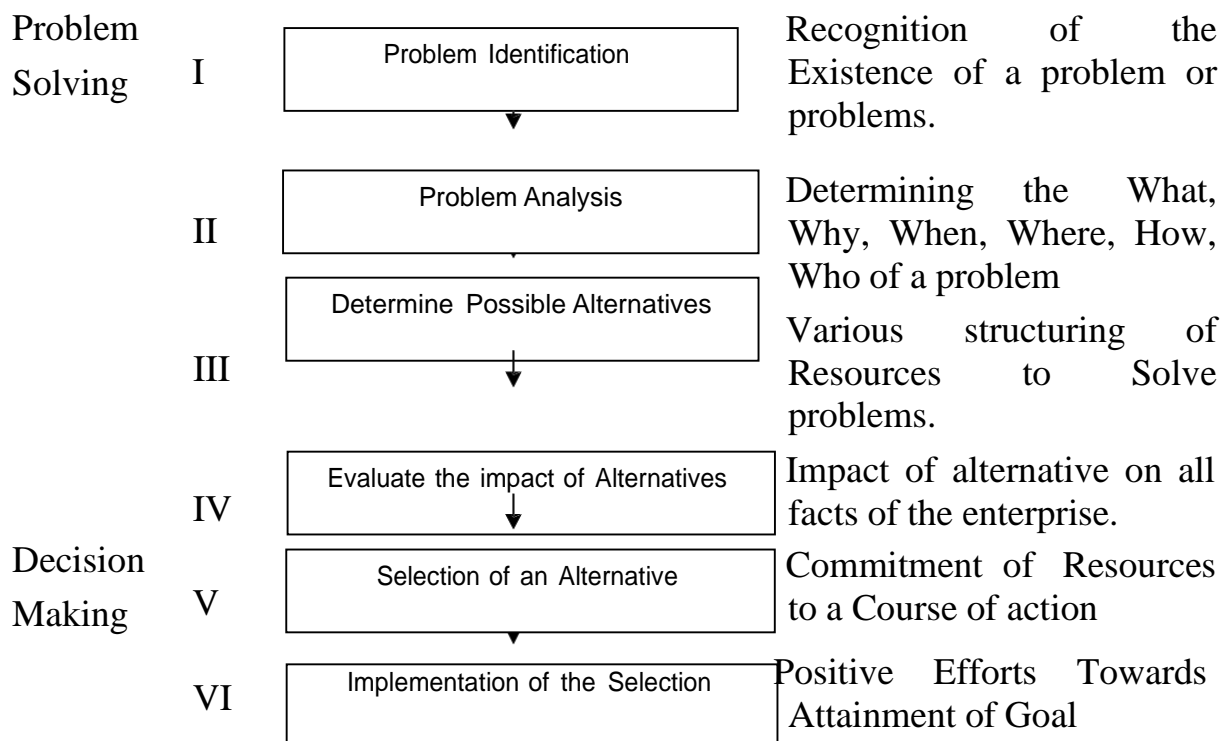 Problem
Solving
I
Problem Identification
Recognition of the
Existence of a problem or
problems.
II
Problem Analysis
Determining the What,
Why, When, Where, How,
Who of a problem
III
Determine Possible Alternatives
Various structuring of
Resources to Solve
problems.
IV
Evaluate the impact of Alternatives
Impact of alternative on all
facts of the enterprise.
Decision
Making
V
Selection of an Alternative
Commitment of Resources
to a Course of action
VI
Implementation of the Selection
Positive Efforts Towards
Attainment of Goal